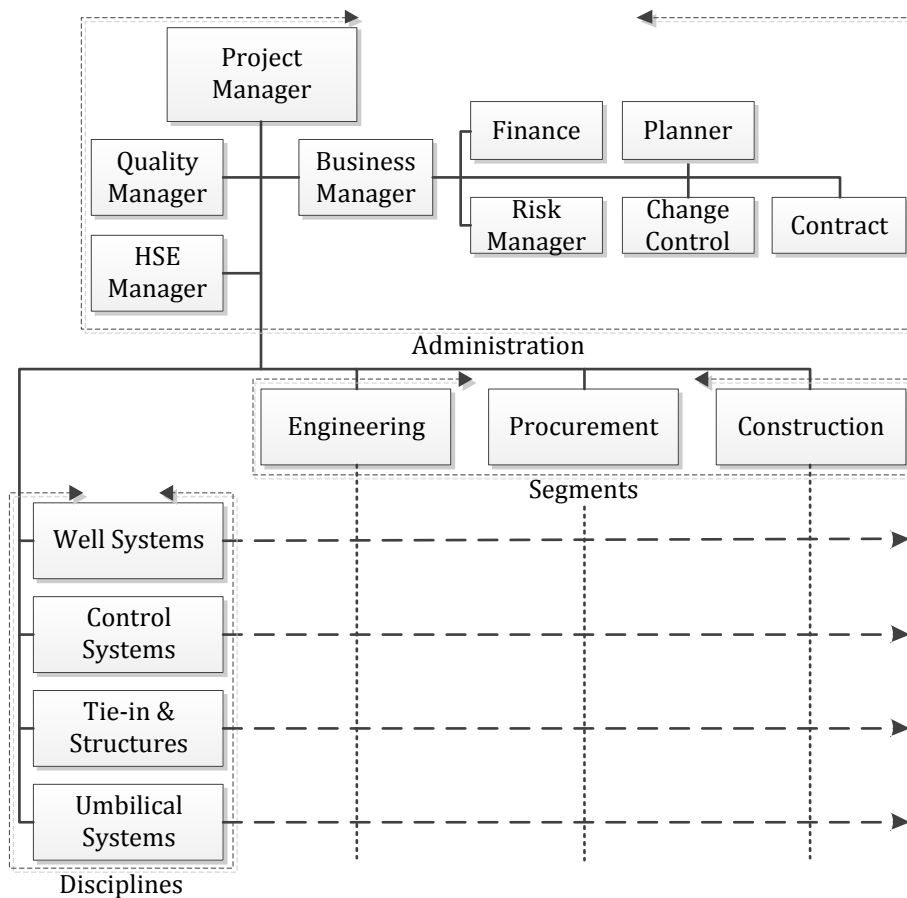 Project
Manager
Finance
Planner
Quality
Manager
Business
Manager
Risk
Manager
Change
Control
Contract
HSE
Manager
Administration
Engineering
Procurement
Construction
Segments
Well Systems
Control
Systems
Tie-in &
Structures
Umbilical
Systems
Disciplines